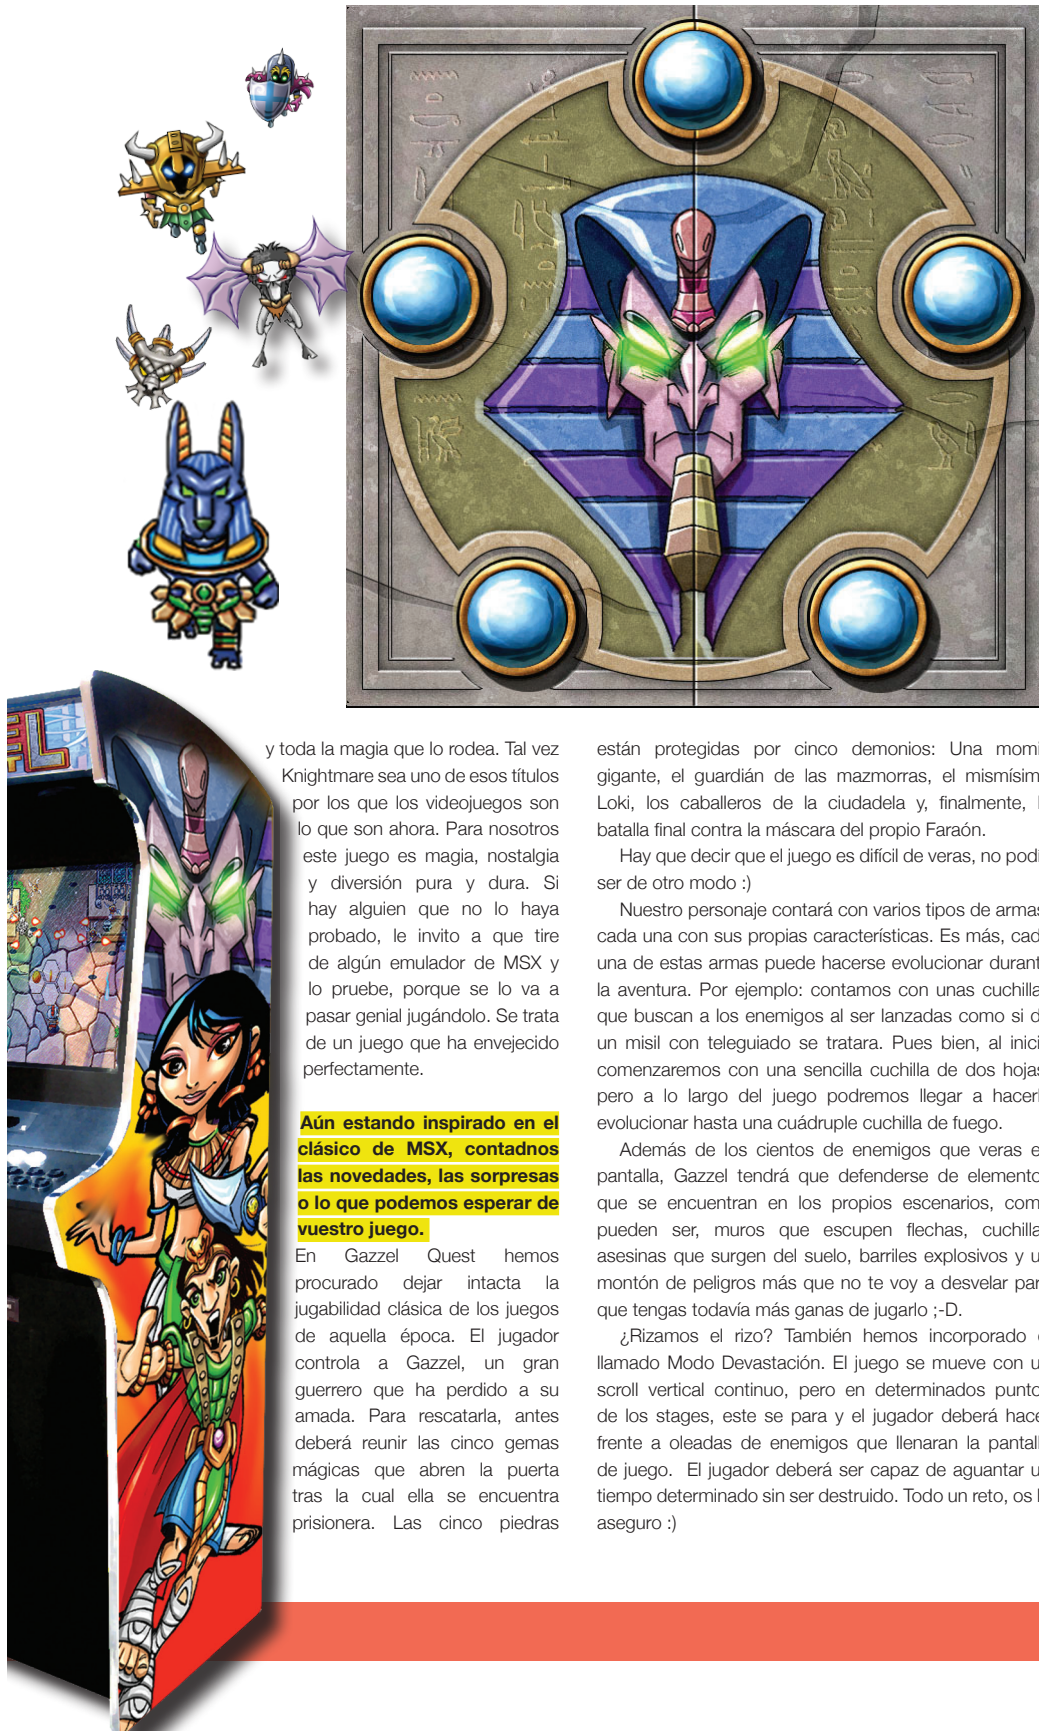 EL
y toda la magia que lo rodea. Tal vez
Knightmare sea uno de esos títulos
por los que los videojuegos son
lo que son ahora. Para nosotros
este juego es magia, nostalgia
y diversión pura y dura. Si
hay alguien que no lo haya
probado, le invito a que tire
de algún emulador de MSX y
lo pruebe, porque se lo va a
pasar genial jugándolo. Se trata
de un juego que ha envejecido
perfectamente.
Aún estando inspirado en el
clásico de MSX, contadnos
las novedades, las sorpresas
o lo que podemos esperar de
vuestro juego.
En Gazzel Quest hemos
procurado dejar intacta la
jugabilidad clásica de los juegos
de aquella época. El jugador
controla a Gazzel, un gran
guerrero que ha perdido a su
amada. Para rescatarla, antes
deberá reunir las cinco gemas
mágicas que abren la puerta
tras la cual ella se encuentra
prisionera. Las cinco piedras
están protegidas por cinco demonios: Una momi
gigante, el guardián de las mazmorras, el mismísim
Loki, los caballeros de la ciudadela y, finalmente, l
batalla final contra la máscara del propio Faraón.
Hay que decir que el juego es difícil de veras, no podí
ser de otro modo :)
Nuestro personaje contará con varios tipos de armas
cada una con sus propias características. Es más, cad
una de estas armas puede hacerse evolucionar durant
la aventura. Por ejemplo: contamos con unas cuchilla
que buscan a los enemigos al ser lanzadas como si d
un misil con teleguiado se tratara. Pues bien, al inici
comenzaremos con una sencilla cuchilla de dos hojas
pero a lo largo del juego podremos llegar a hacerl
evolucionar hasta una cuádruple cuchilla de fuego.
Además de los cientos de enemigos que veras e
pantalla, Gazzel tendrá que defenderse de elemento
que se encuentran en los propios escenarios, com
pueden ser, muros que escupen flechas, cuchilla
asesinas que surgen del suelo, barriles explosivos y u
montón de peligros más que no te voy a desvelar par
que tengas todavía más ganas de jugarlo ;-D.
¿Rizamos el rizo? También hemos incorporado e
llamado Modo Devastación. El juego se mueve con u
scroll vertical continuo, pero en determinados punto
de los stages, este se para y el jugador deberá hace
frente a oleadas de enemigos que llenaran la pantall
de juego. El jugador deberá ser capaz de aguantar u
tiempo determinado sin ser destruido. Todo un reto, os l
aseguro :)